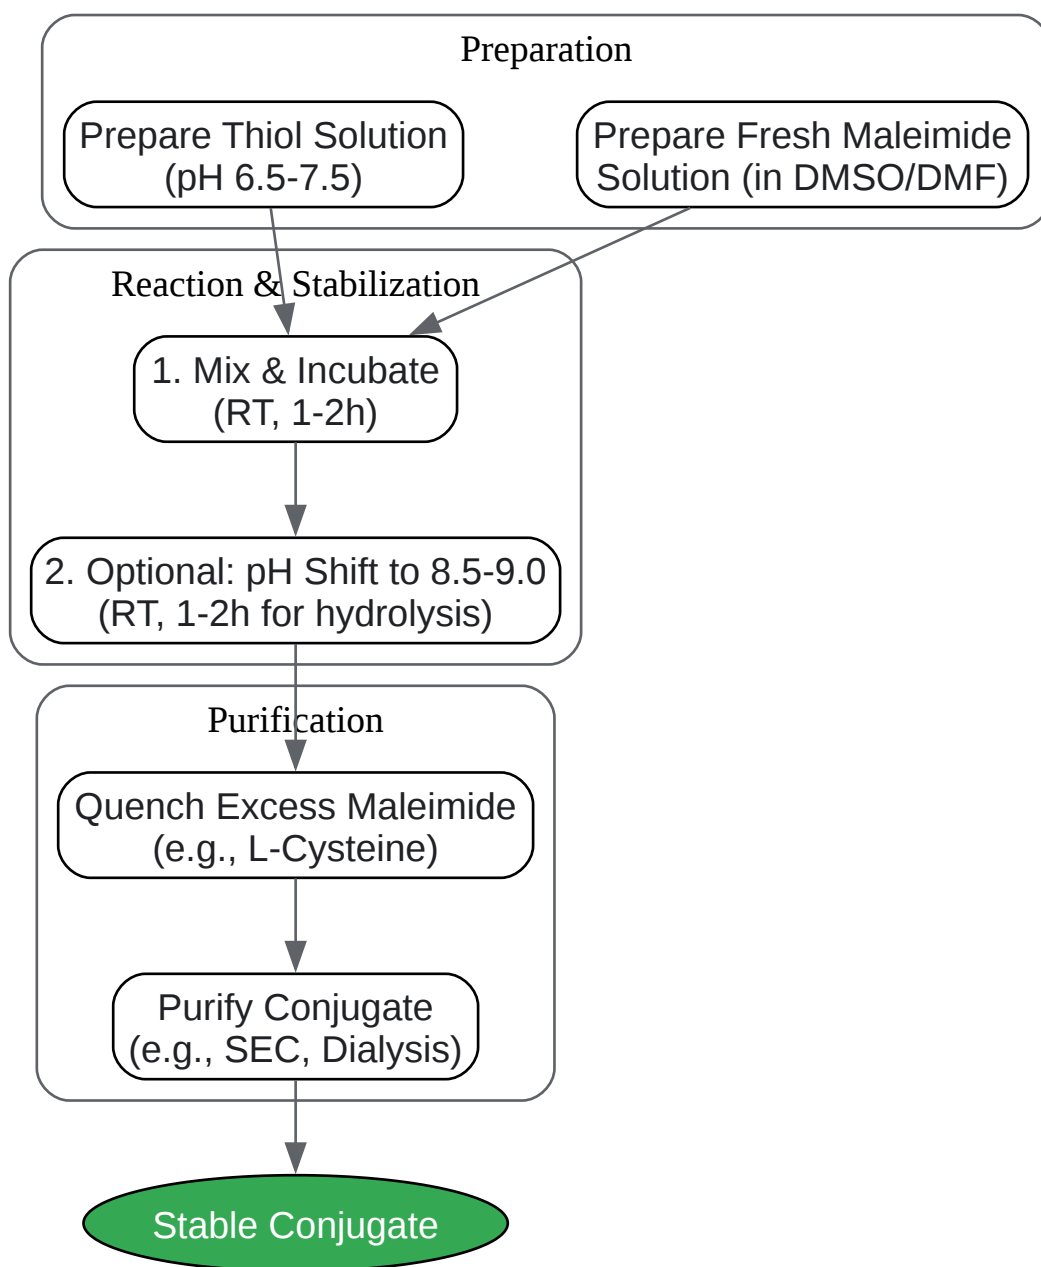 Preparation
Prepare Thiol Solution
(pH 6.5-7.5)
Prepare Fresh Maleimide
Solution (in DMSO/DMF)
Reaction & Stabilization
1. Mix & Incubate
(RT, 1-2h)
2. Optional: pH Shift to 8.5-9.0
(RT, 1-2h for hydrolysis)
Purification
Quench Excess Maleimide
(e.g., L-Cysteine)
Purify Conjugate
(e.g., SEC, Dialysis)
Stable Conjugate